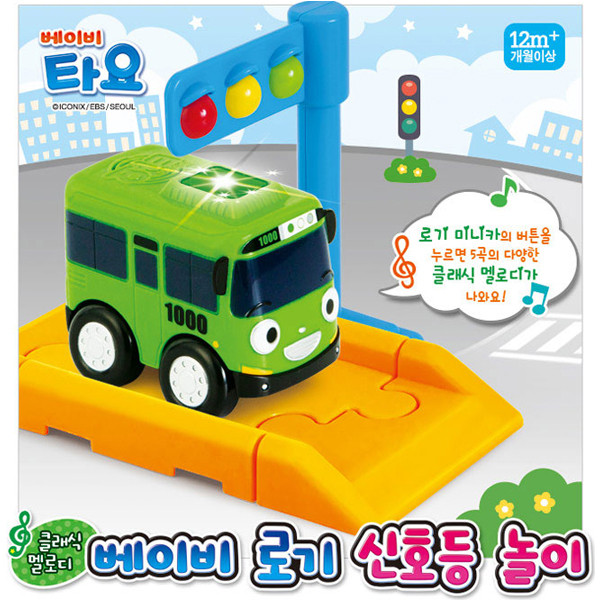 베이비
타요
©ICONIX/EBS/SEOUL
12m+
개월이상
1000
1000
로기 미니카의 버튼을
누르면 5곡의 다양한
클래식 멜로디가
나와요!
클래식
멜로디
베이비 로기 신호등 놀이